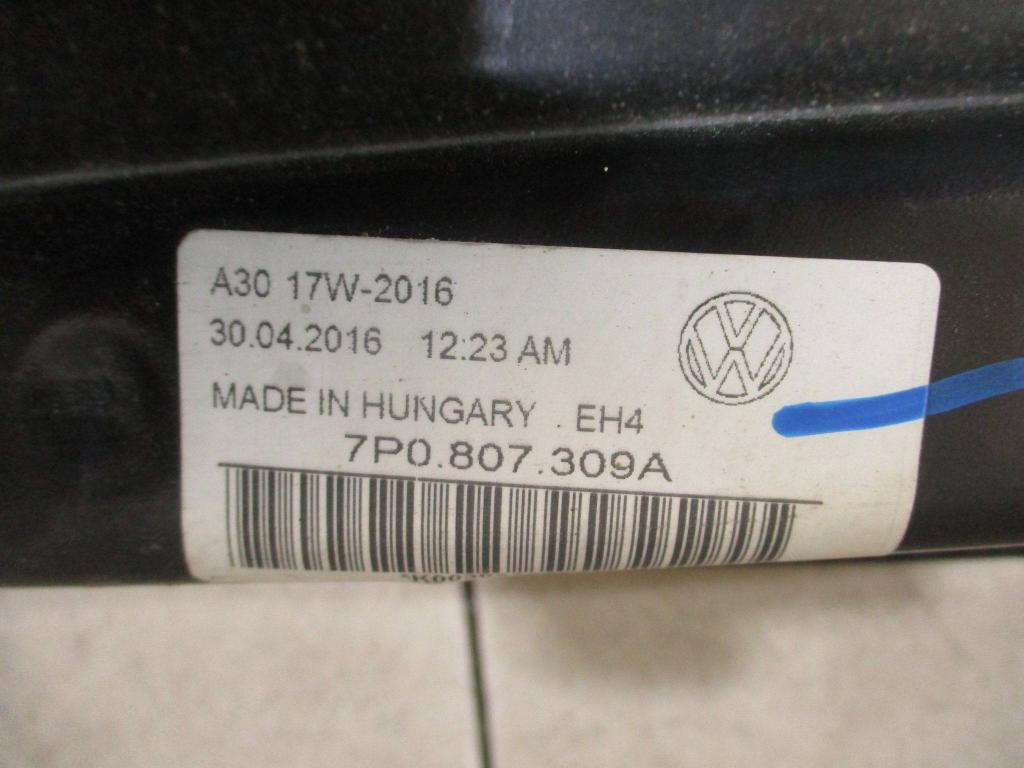 A30 17W-2016
30.04.2016 12:23 AM
MADE IN HUNGARY . EH4
7P0.807.309A